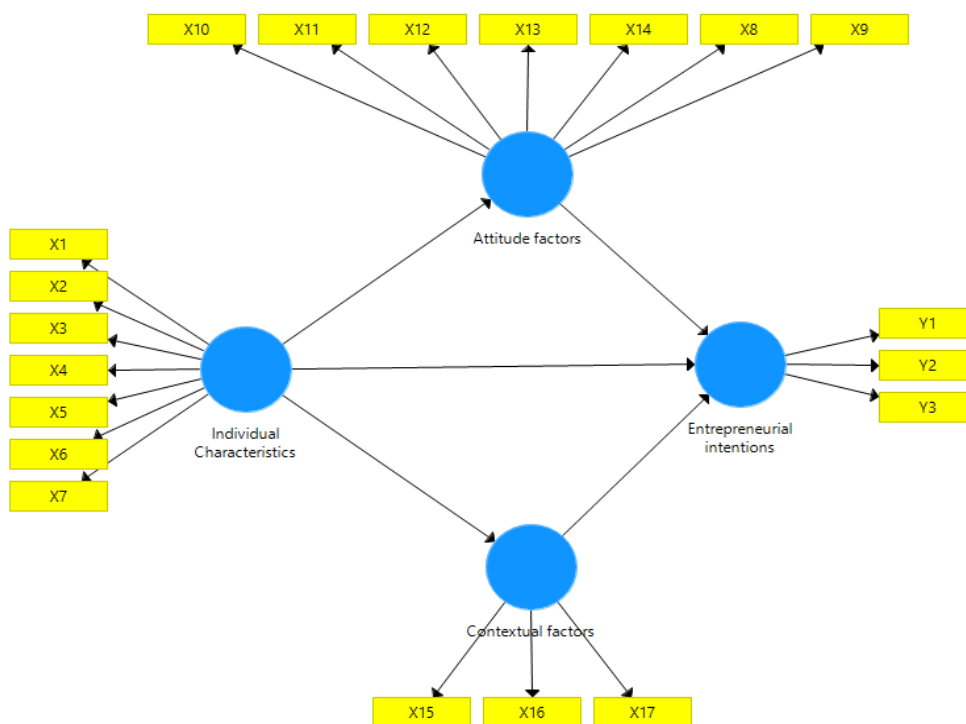 X10
X11
X12
X13
X14
X8
X9
Attitude factors
X1
X2
X3
X4
X5
X6
X7
Individual
Characteristics
Y1
Y2
Y3
Entrepreneurial
intentions
Contextual factors
X15
X16
X17